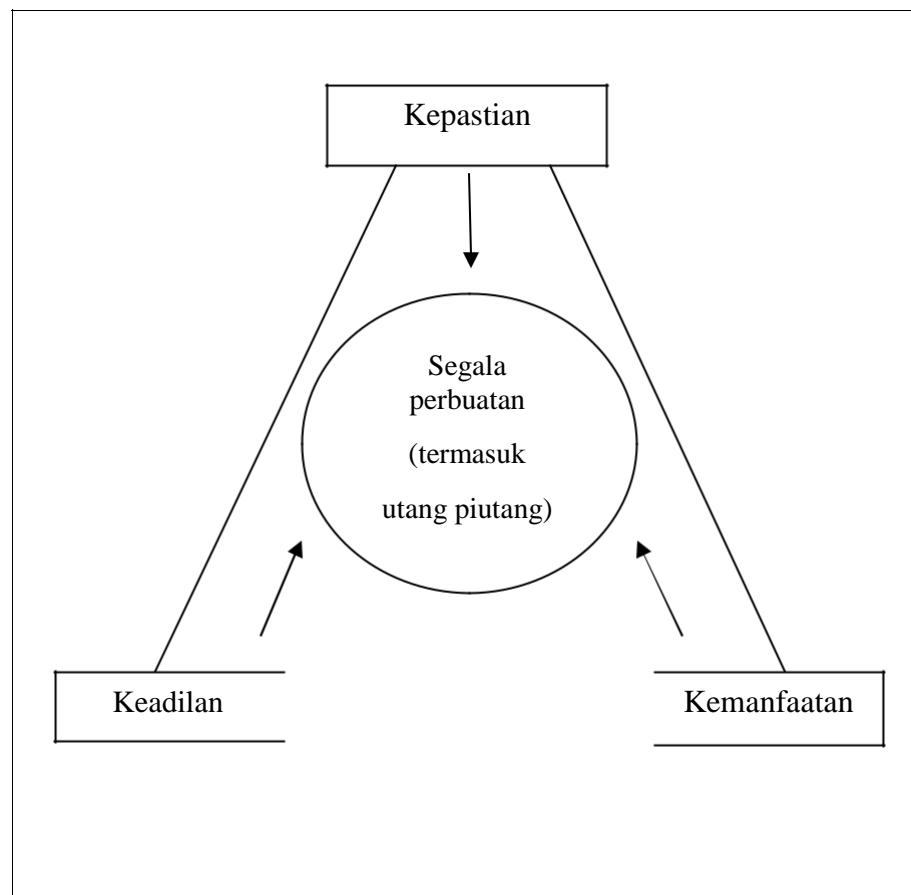 Kepastian
Segala
perbuatan
(termasuk
utang piutang)
Keadilan
Kemanfaatan